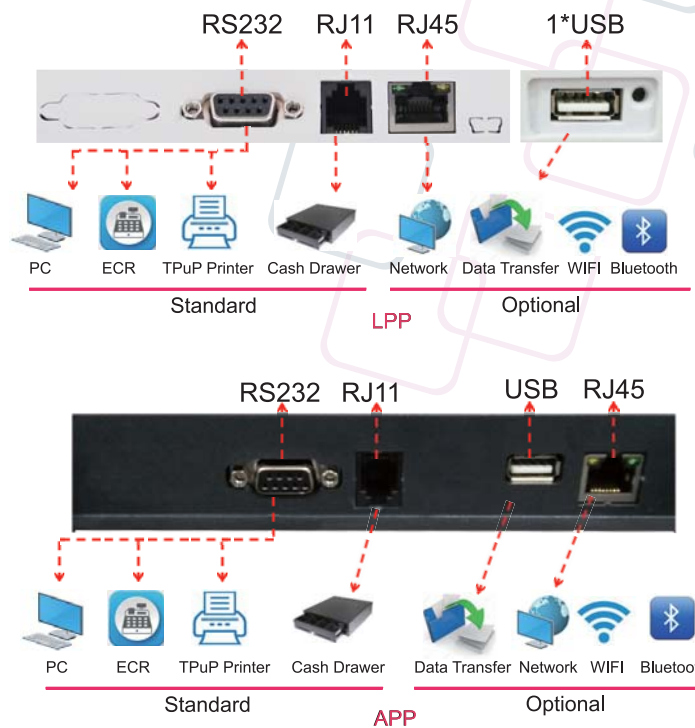 RS232 RJ11 RJ45 1*USB
PC ECR TPuP Printer Cash Drawer Network Data Transfer WIFI Bluetooth
Standard Optional
LPP
RS232 RJ11 USB RJ45
PC ECR TPuP Printer Cash Drawer Data Transfer Network WIFI Bluetoot
Standard Optional
APP